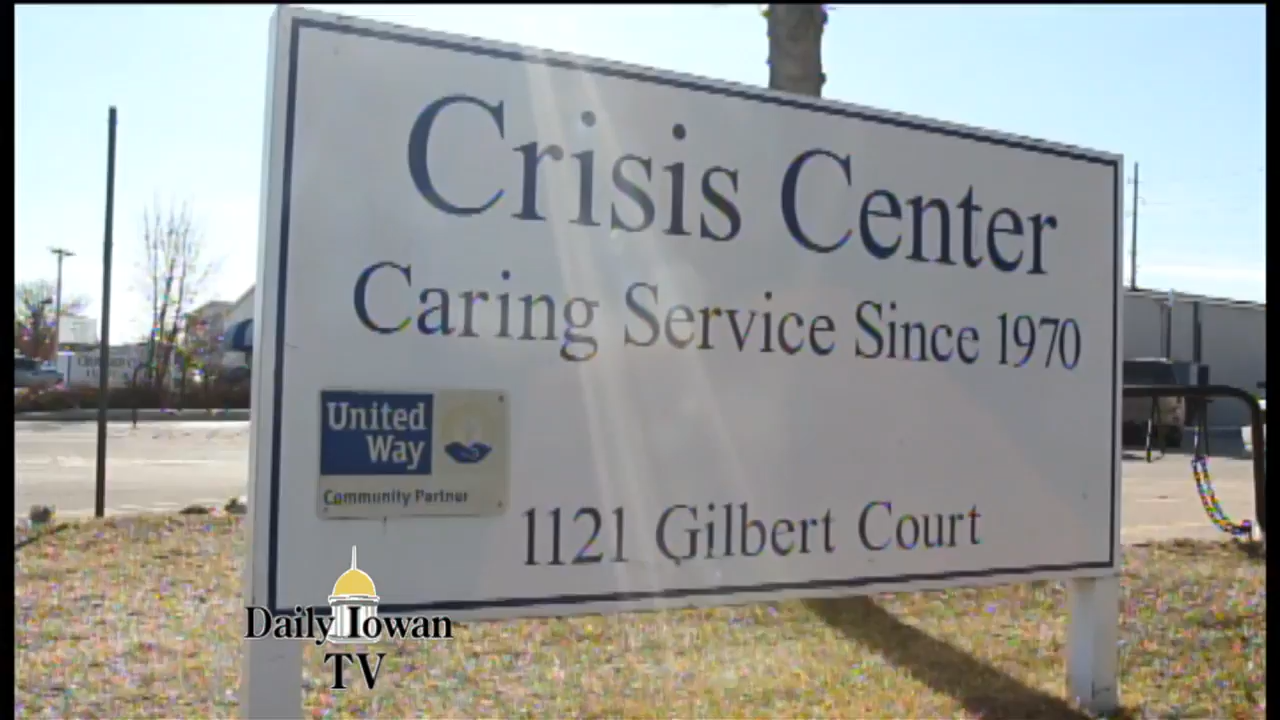 Crisis Center
Caring Service Since 1970
United
Way
Community Partner
1121 Gilbert Court
Daily Iowan
TV